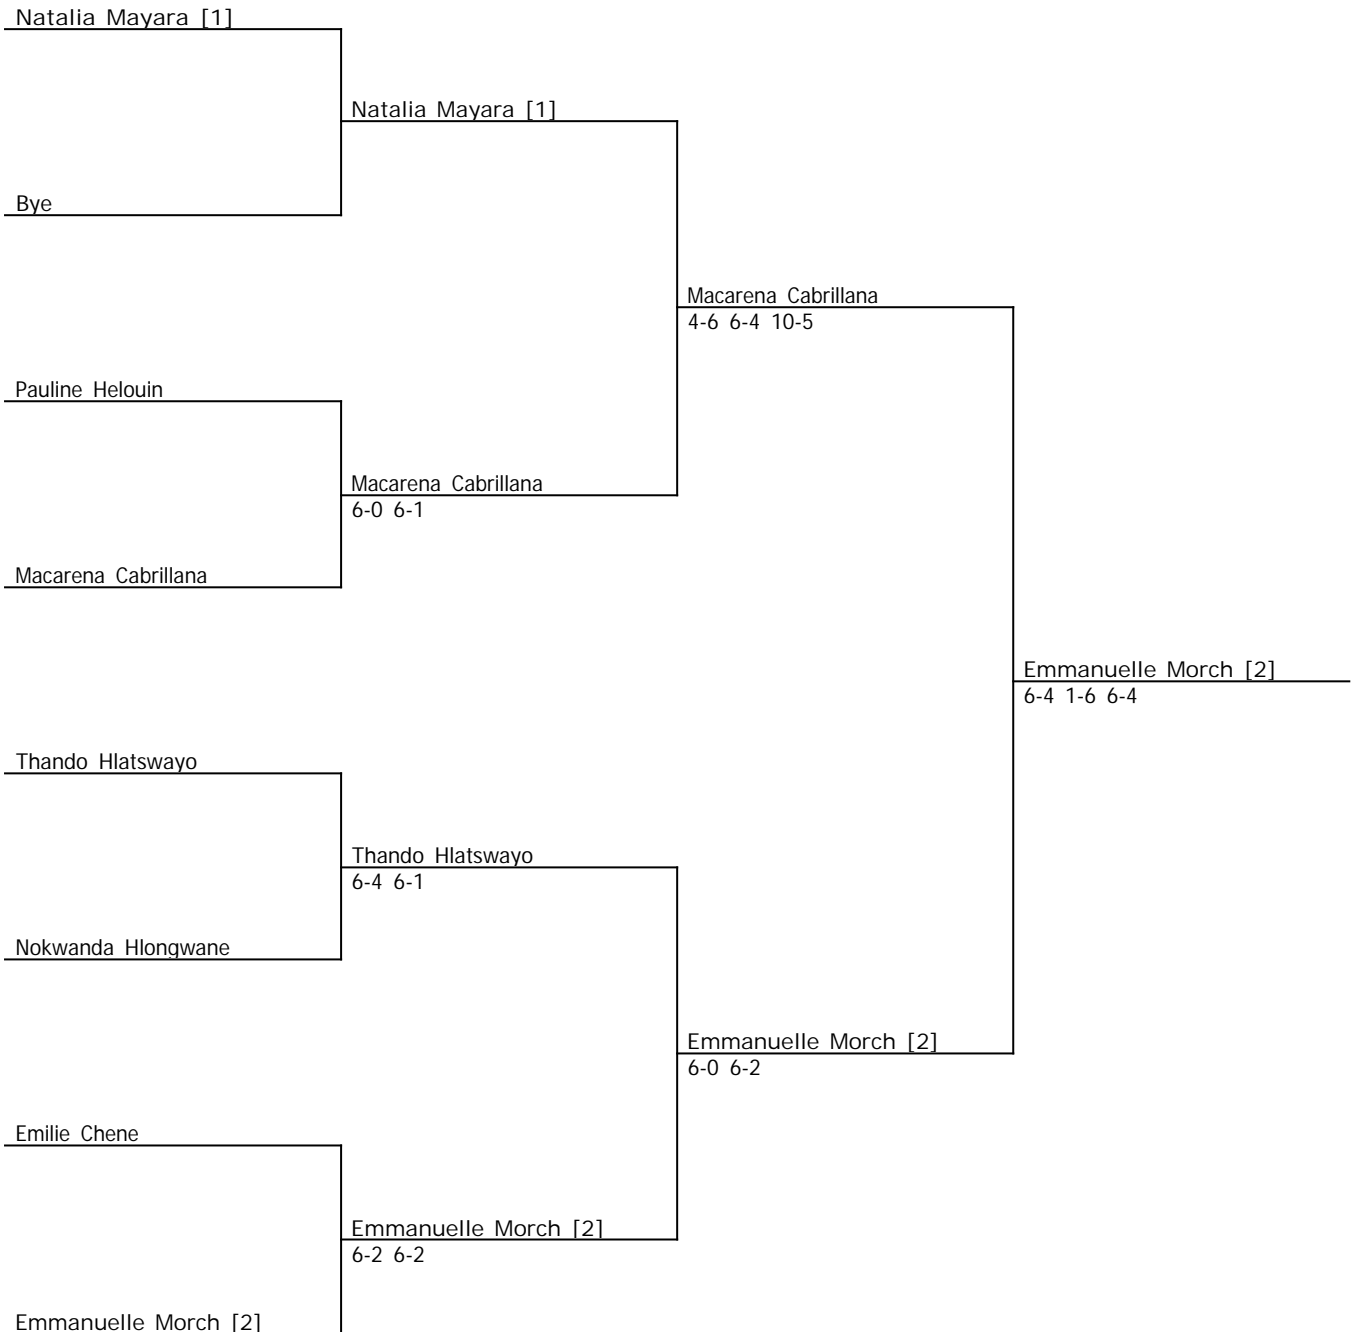 Natalia Mayara [1]
Natalia Mayara [1]
Bye
Macarena Cabrillana
4-6 6-4 10-5
Pauline Helouin
Macarena Cabrillana
6-0 6-1
Macarena Cabrillana
Emmanuelle Morch [2]
6-4 1-6 6-4
Thando Hlatswayo
Thando Hlatswayo
6-4 6-1
Nokwanda Hlongwane
Emmanuelle Morch [2]
6-0 6-2
Emilie Chene
Emmanuelle Morch [2]
6-2 6-2
Emmanuelle Morch [2]